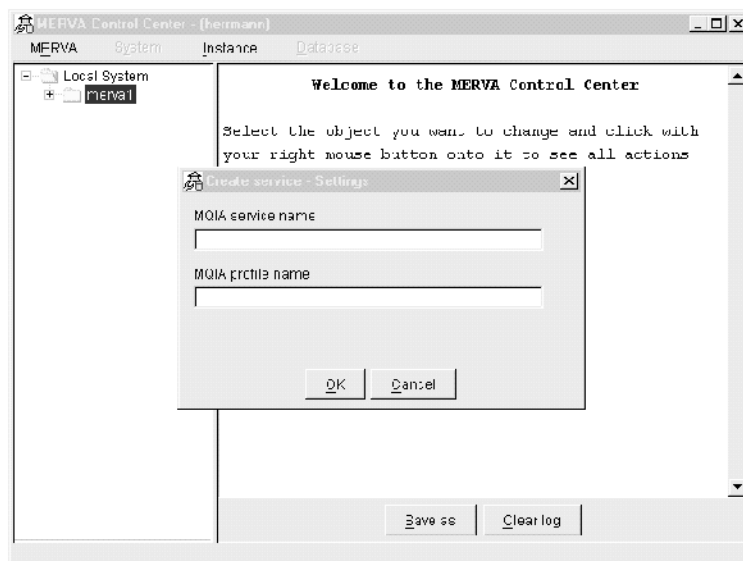 MERVA Control Center - (herrmann)
MERVA System Instance Database
Local System
merva1
Welcome to the MERVA Control Center
Select the object you want to change and click with
your right mouse button onto it to see all actions
Create service - Settings
MQIA service name
MQIA profile name
OK Cancel
Save as Clear log